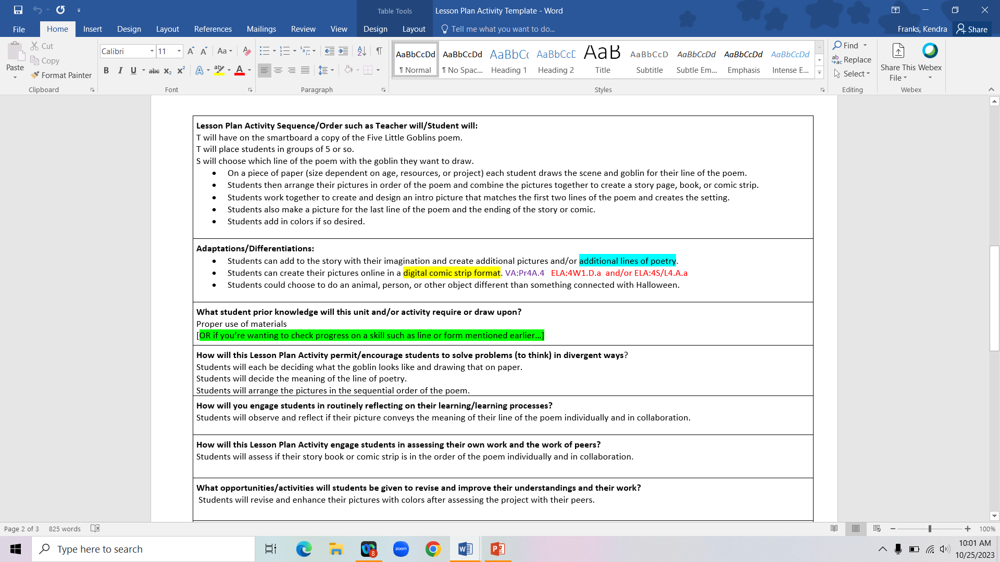 Table Tools
Lesson Plan Activity Template - Word
File
Home
Insert
Design
Layout
References
Mailings
Review
View
Design
Layout
Tell me what you want to do...
Franks, Kendra
Share
Paste
Cut
Copy
Format Painter
Clipboard
Calibri
11
Font
Paragraph
AaBbCcDd
¶ Normal
AaBbCcDd
¶ No Spac...
AaBbCc
Heading 1
AaBbCcD
Heading 2
AaB
Title
AaBbCcD
Subtitle
AaBbCcDd
Subtle Em...
AaBbCcDd
Emphasis
AaBbCcDd
Intense E...
Styles
Find
Replace
Select
Editing
Share This File
Webex
Webex
Lesson Plan Activity Sequence/Order such as Teacher will/Student will:
T will have on the smartboard a copy of the Five Little Goblins poem.
T will place students in groups of 5 or so.
S will choose which line of the poem with the goblin they want to draw.
• On a piece of paper (size dependent on age, resources, or project) each student draws the scene and goblin for their line of the poem.
• Students then arrange their pictures in order of the poem and combine the pictures together to create a story page, book, or comic strip.
• Students work together to create and design an intro picture that matches the first two lines of the poem and creates the setting.
• Students also make a picture for the last line of the poem and the ending of the story or comic.
• Students add in colors if so desired.
Adaptations/Differentiations:
• Students can add to the story with their imagination and create additional pictures and/or additional lines of poetry.
• Students can create their pictures online in a digital comic strip format. VA:Pr4A.4 ELA:4W1.D.a and/or ELA:4S/L4.A.a
• Students could choose to do an animal, person, or other object different than something connected with Halloween.
What student prior knowledge will this unit and/or activity require or draw upon?
Proper use of materials
[OR if you’re wanting to check progress on a skill such as line or form mentioned earlier…]
How will this Lesson Plan Activity permit/encourage students to solve problems (to think) in divergent ways?
Students will each be deciding what the goblin looks like and drawing that on paper.
Students will decide the meaning of the line of poetry.
Students will arrange the pictures in the sequential order of the poem.
How will you engage students in routinely reflecting on their learning/learning processes?
Students will observe and reflect if their picture conveys the meaning of their line of the poem individually and in collaboration.
How will this Lesson Plan Activity engage students in assessing their own work and the work of peers?
Students will assess if their story book or comic strip is in the order of the poem individually and in collaboration.
What opportunities/activities will students be given to revise and improve their understandings and their work?
Students will revise and enhance their pictures with colors after assessing the project with their peers.
Page 2 of 3
825 words
100%
Type here to search
8
zoom
10:01 AM
10/25/2023